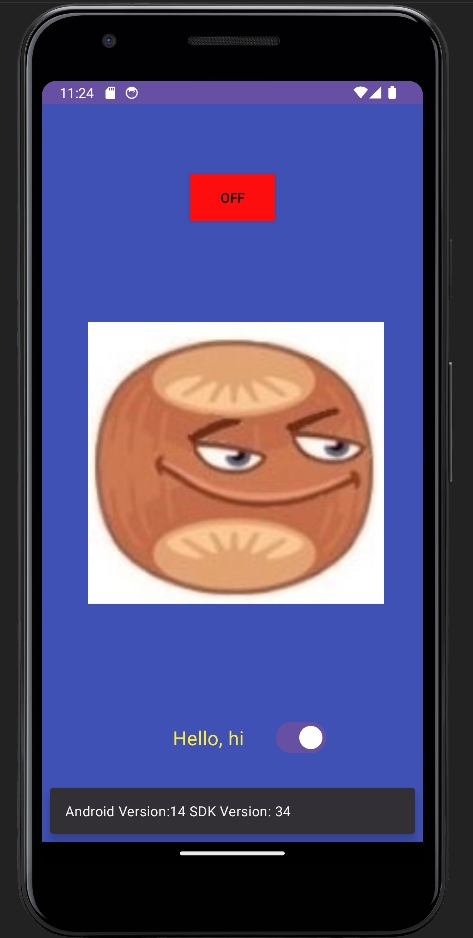 11:24
OFF
Hello, hi
Android Version:14 SDK Version: 34